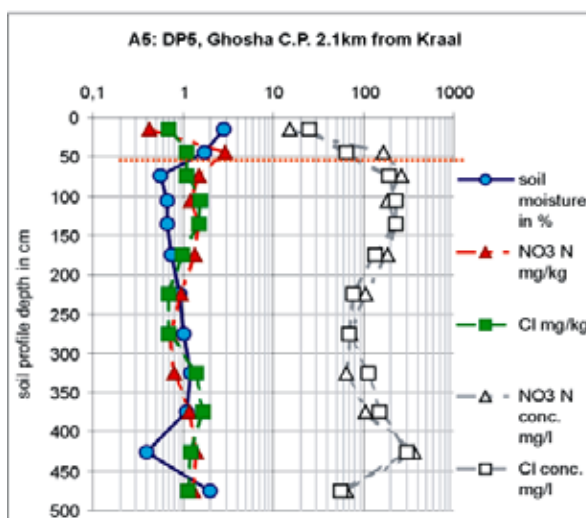 A5: DP5, Ghosha C.P. 2.1km from Kraal
0,1 1 10 100 1000
0
50
100
150
200
250
300
350
400
450
500
soil profile depth in cm
soil
moisture
in %
NO3 N
mg/kg
Cl mg/kg
NO3 N
conc.
mg/l
Cl conc.
mg/l